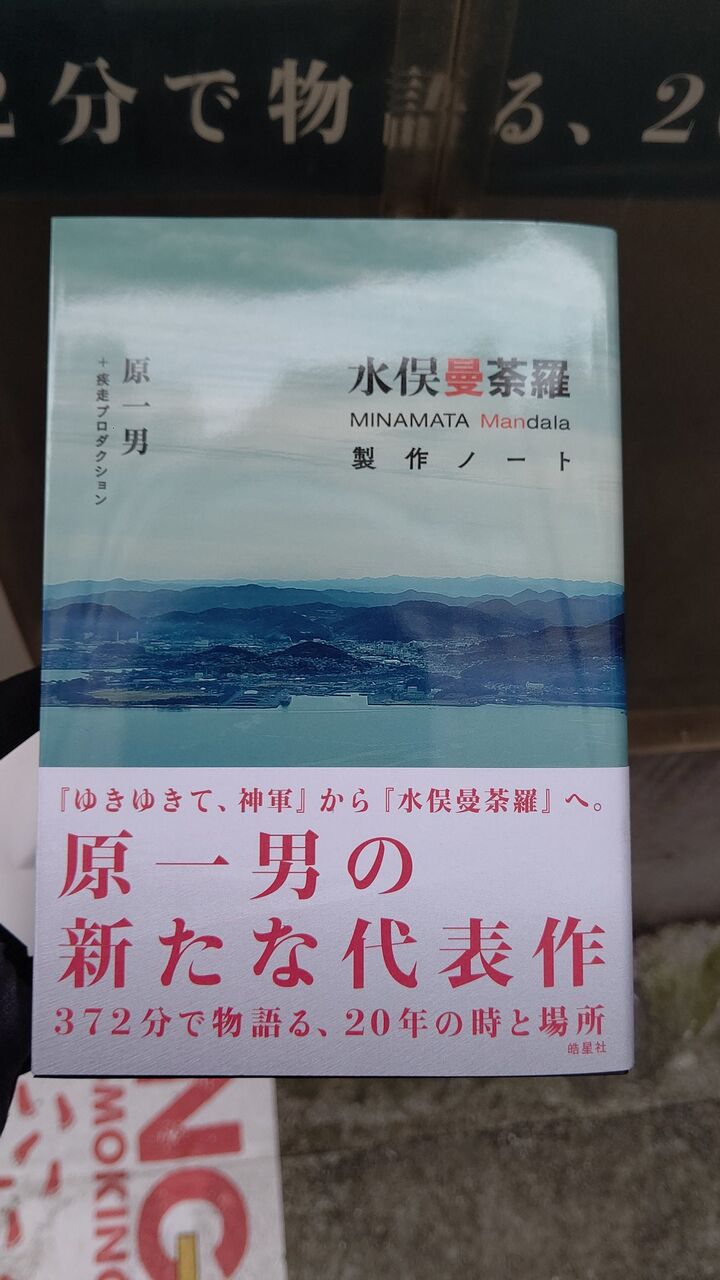 2分で物語る、2
水俣曼荼羅
MINAMATA Mandala
製作ノート
原一男
+疾走プロダクション
『ゆきゆきて、神軍』から『水俣曼荼羅』へ。
原一男の
新たな代表作
372分で物語る、20年の時と場所
皓星社
NO
MOKING